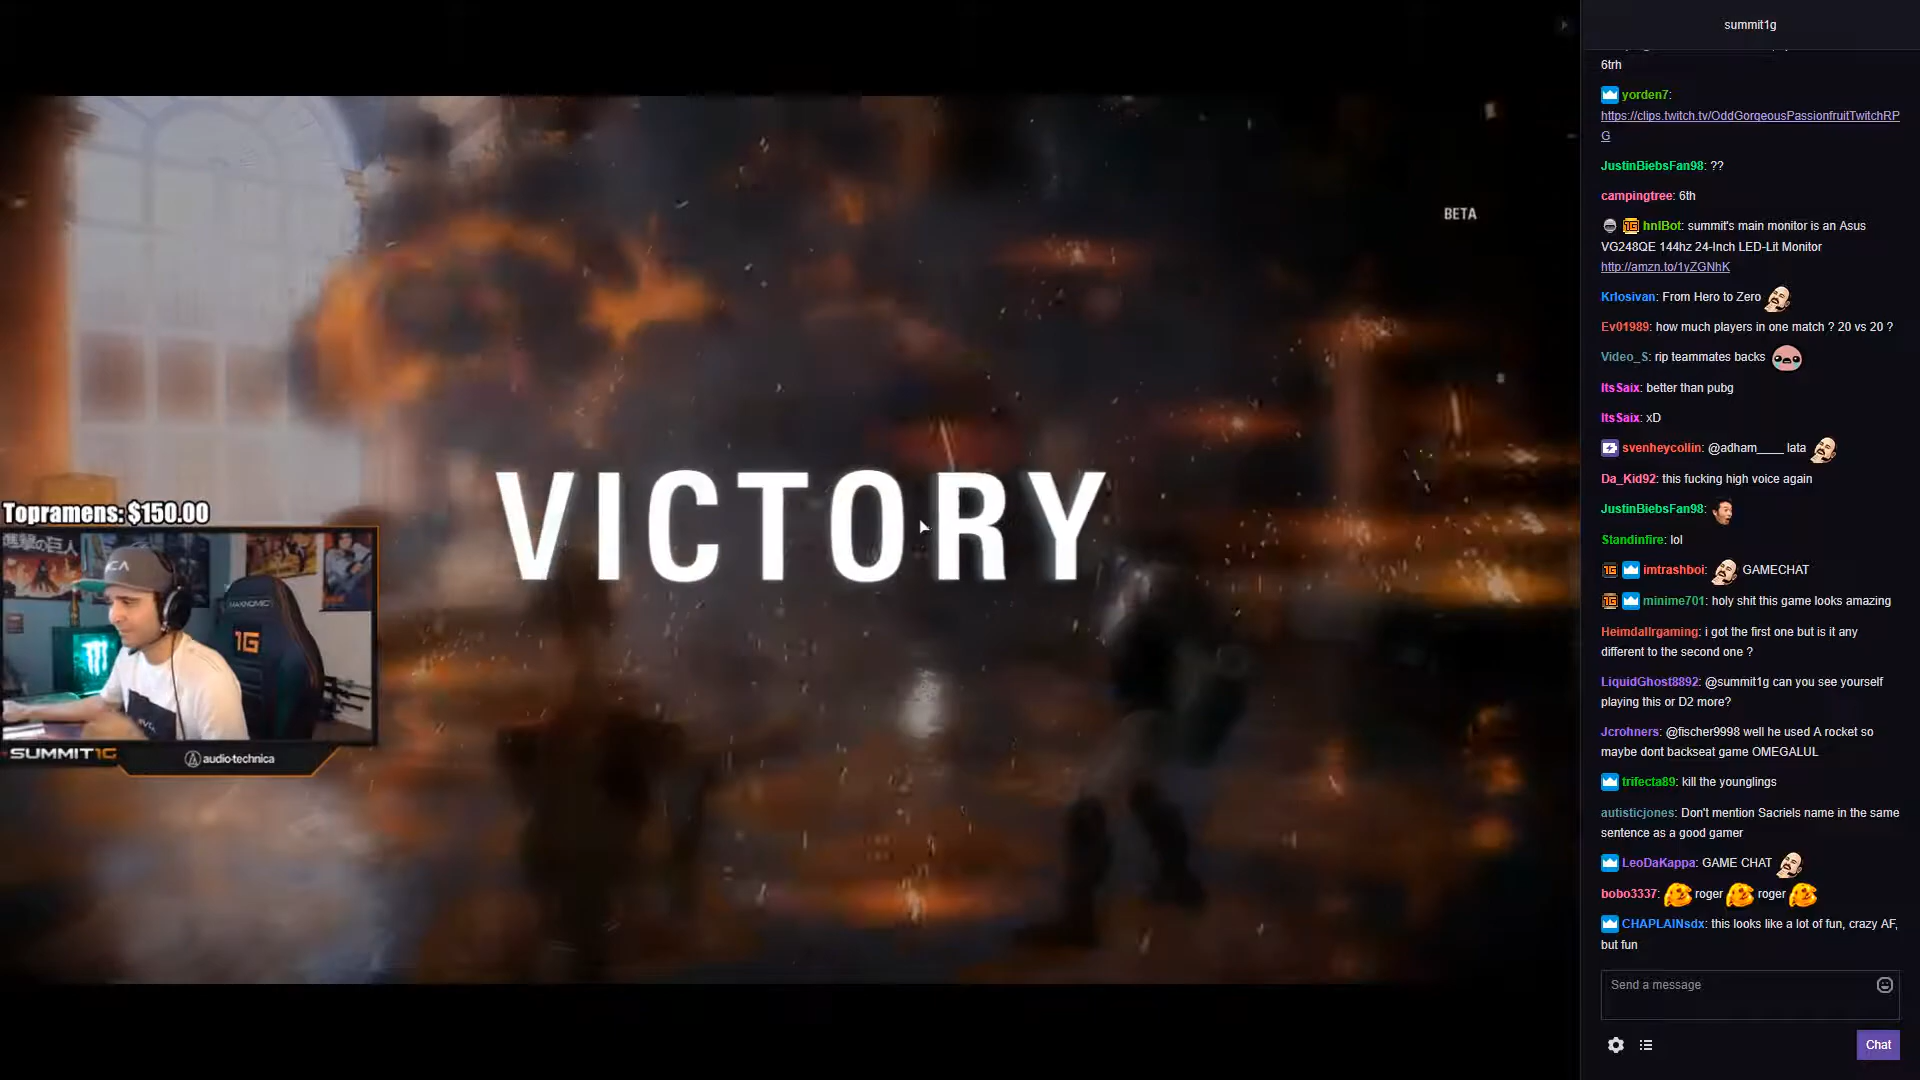 BETA
VICTORY
Topramens: $150.00
MAXNOMIC
1G
SUMMIT1G
audio-technica
summit1g
6trh
yorden7:
https://clips.twitch.tv/OddGorgeousPassionfruitTwitchRP
G
JustinBiebsFan98: ??
campingtree: 6th
hnlBot: summit's main monitor is an Asus
VG248QE 144hz 24-Inch LED-Lit Monitor
http://amzn.to/1yZGNhK
Krlosivan: From Hero to Zero
Ev01989: how much players in one match ? 20 vs 20 ?
Video_S: rip teammates backs
ItsSaix: better than pubg
ItsSaix: xD
svenheycollin: @adham____ lata
Da_Kid92: this fucking high voice again
JustinBiebsFan98:
Standinfire: lol
imtrashboi: GAMECHAT
minime701: holy shit this game looks amazing
Heimdallrgaming: i got the first one but is it any
different to the second one ?
LiquidGhost8892: @summit1g can you see yourself
playing this or D2 more?
Jcrohners: @fischer9998 well he used A rocket so
maybe dont backseat game OMEGALUL
trifecta89: kill the younglings
autisticjones: Don't mention Sacriels name in the same
sentence as a good gamer
LeoDaKappa: GAME CHAT
bobo3337: roger roger
CHAPLAINsdx: this looks like a lot of fun, crazy AF,
but fun
Send a message
Chat